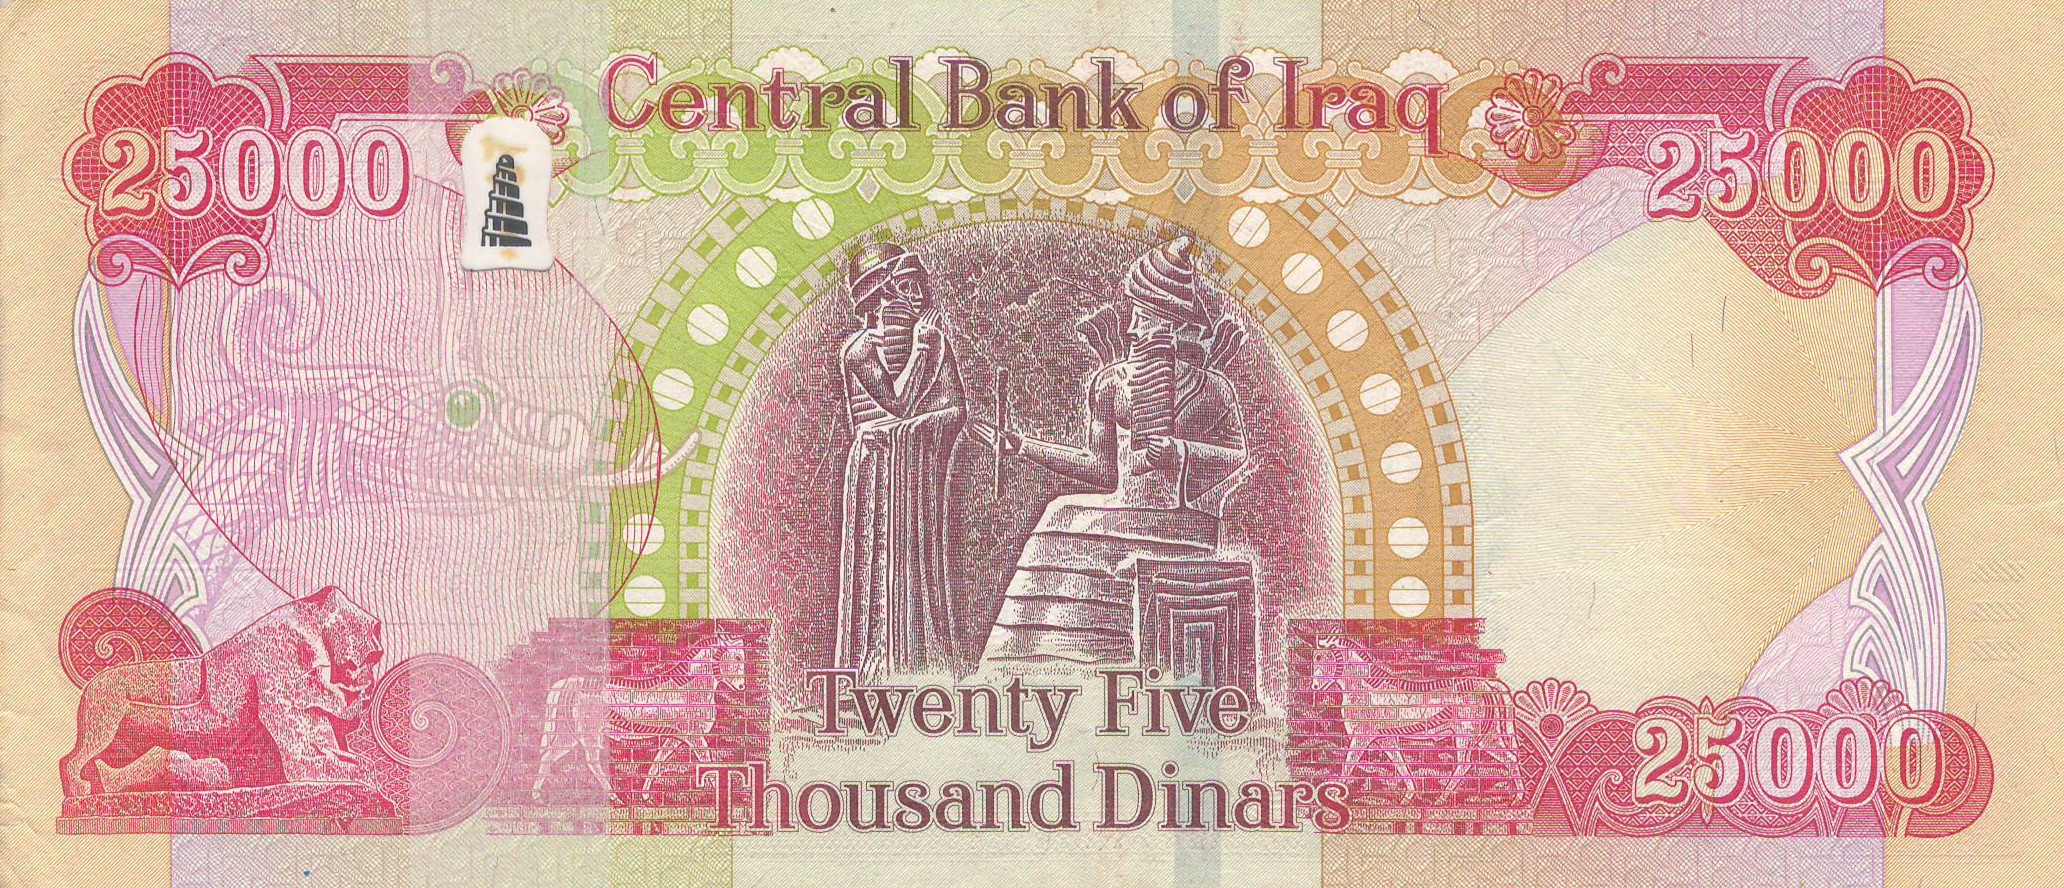 Central Bank of Iraq
25000
25000
Twenty Five
Thousand Dinars
25000